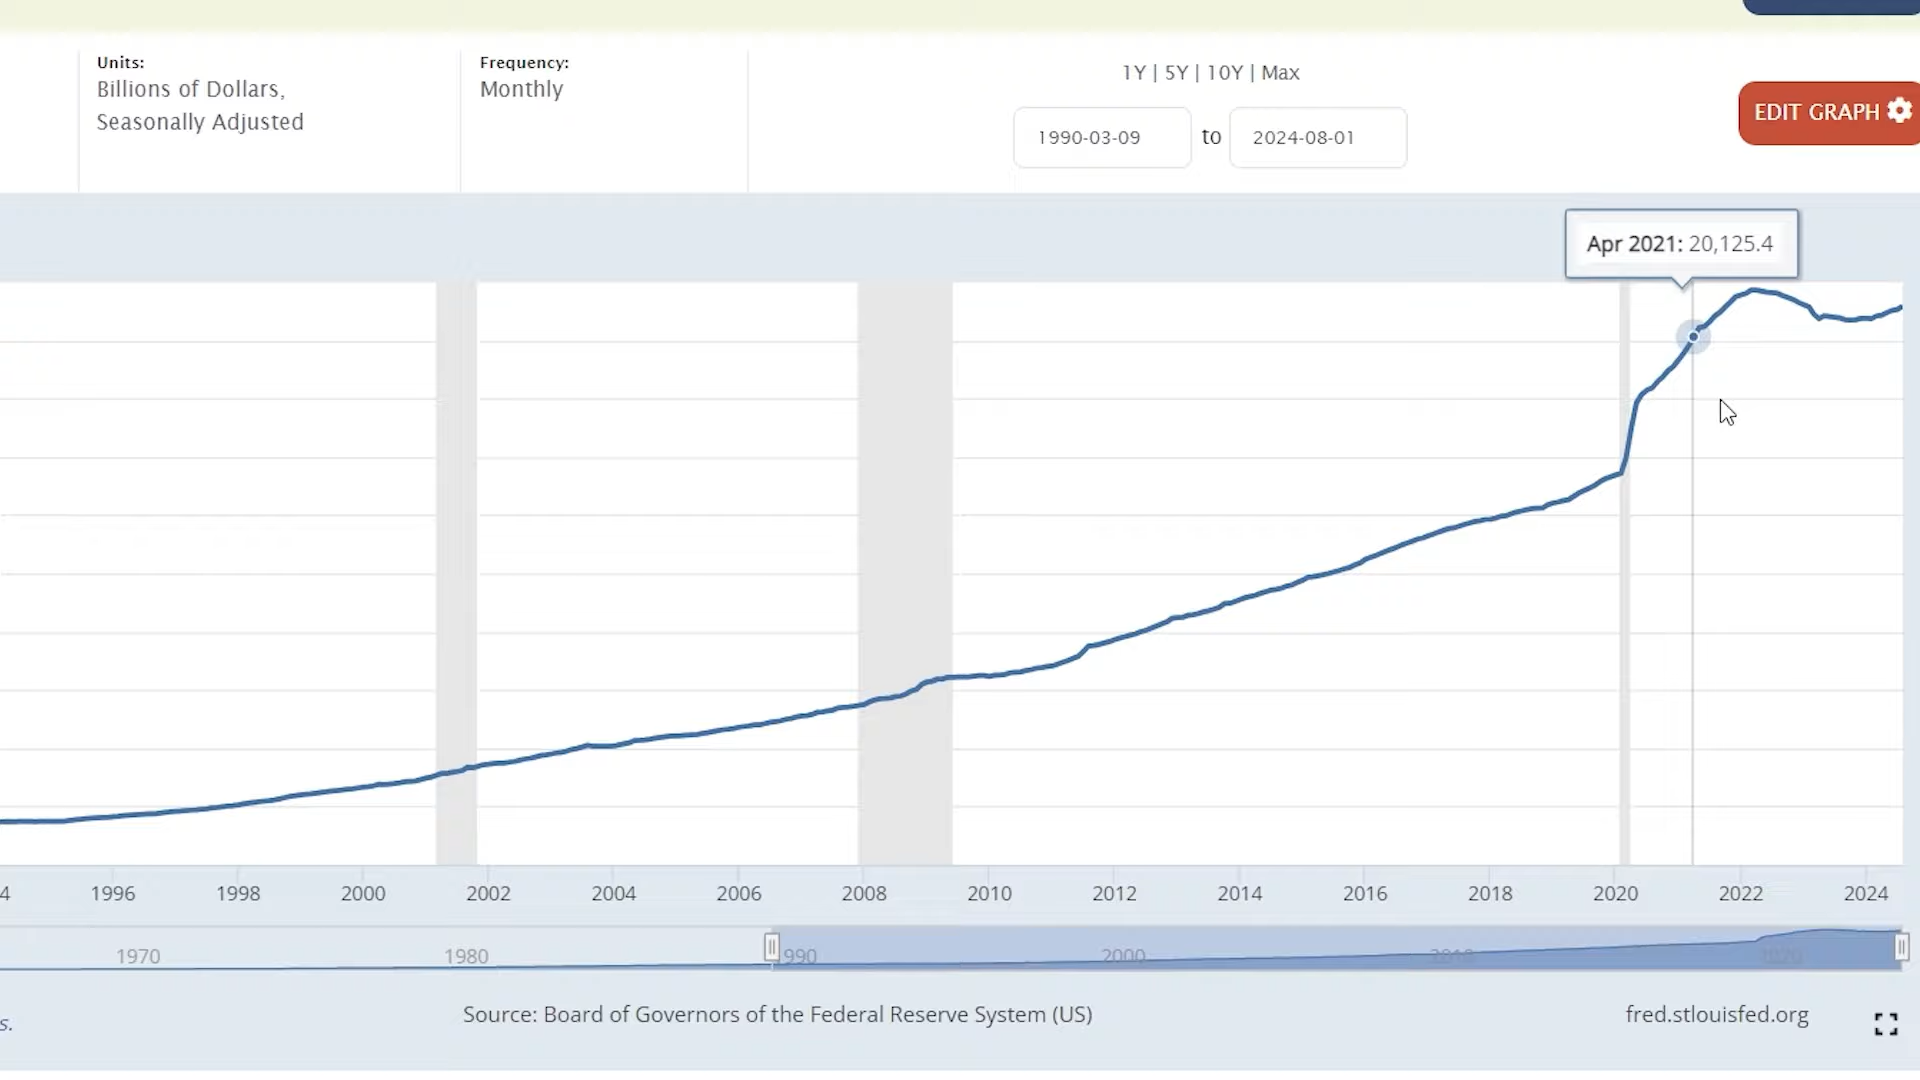 Units:
Billions of Dollars,
Seasonally Adjusted
Frequency:
Monthly
1Y | 5Y | 10Y | Max
1990-03-09 to 2024-08-01
EDIT GRAPH
Apr 2021: 20,125.4
4 1996 1998 2000 2002 2004 2006 2008 2010 2012 2014 2016 2018 2020 2022 2024
1970 1980 990 2000 2010 2020
s.
Source: Board of Governors of the Federal Reserve System (US)
fred.stlouisfed.org